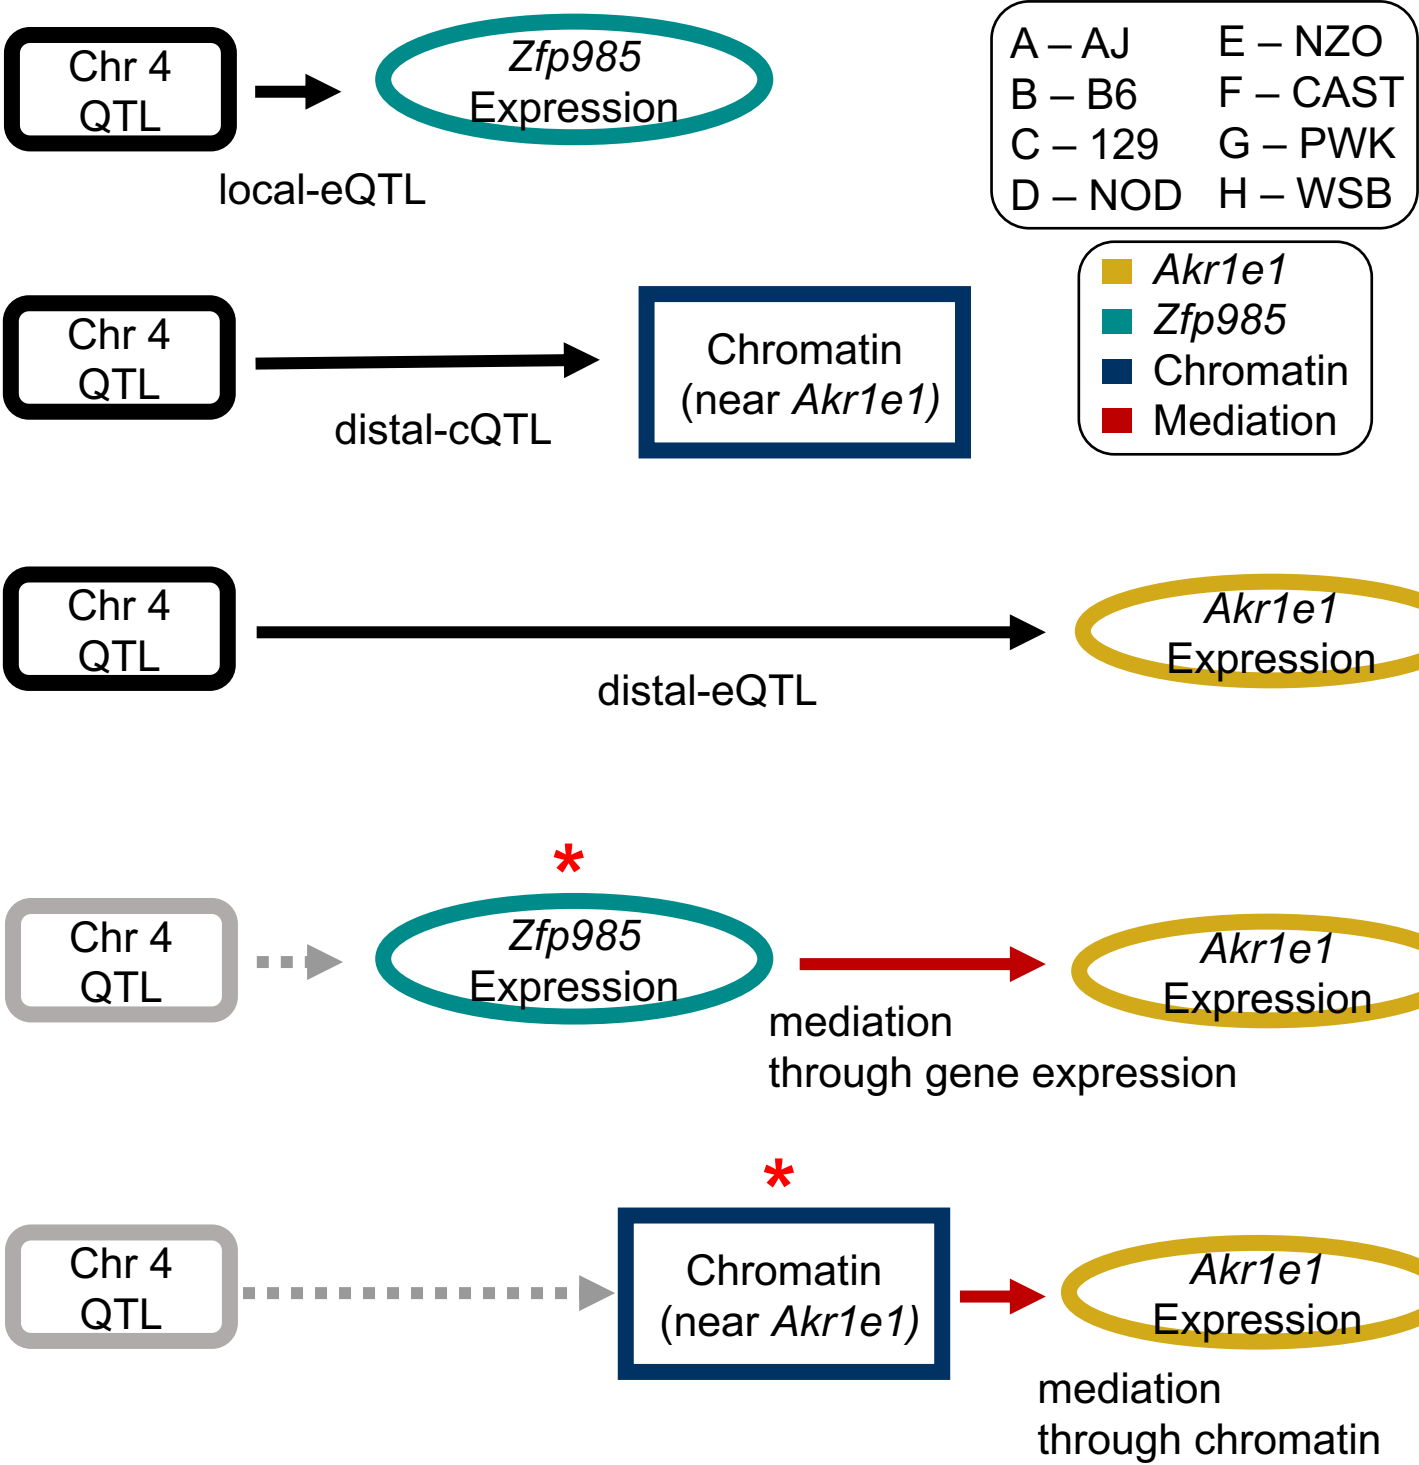 Chr 4
QTL
Zfp985
Expression
local-eQTL
A – AJ
B – B6
C – 129
D – NOD
E – NZO
F – CAST
G – PWK
H – WSB
Akr1e1
Zfp985
Chromatin
Mediation
Chr 4
QTL
Chromatin
(near Akr1e1)
distal-cQTL
Chr 4
QTL
Akr1e1
Expression
distal-eQTL
*
Chr 4
QTL
Zfp985
Expression
Akr1e1
Expression
mediation
through gene expression
*
Chr 4
QTL
Chromatin
(near Akr1e1)
Akr1e1
Expression
mediation
through chromatin